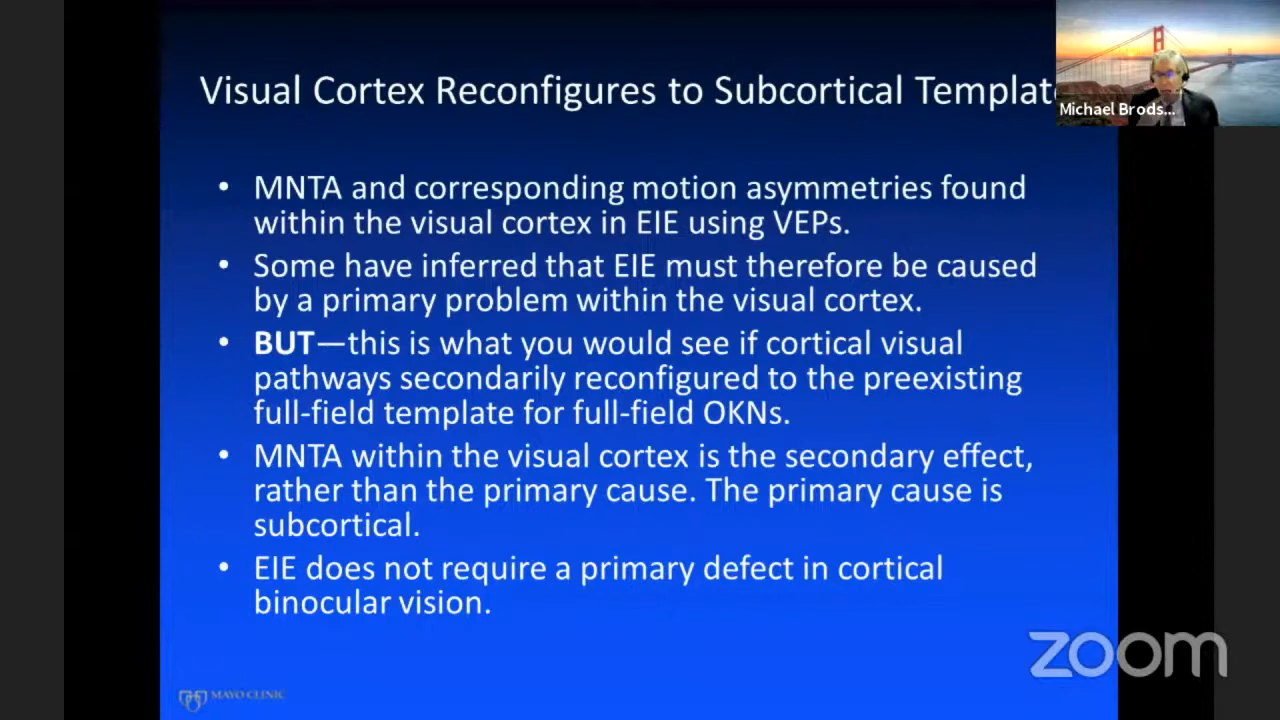 Visual Cortex Reconfigures to Subcortical Templat
Michael Brods...
• MNTA and corresponding motion asymmetries found
within the visual cortex in EIE using VEPs.
• Some have inferred that EIE must therefore be caused
by a primary problem within the visual cortex.
• BUT—this is what you would see if cortical visual
pathways secondarily reconfigured to the preexisting
full-field template for full-field OKNs.
• MNTA within the visual cortex is the secondary effect,
rather than the primary cause. The primary cause is
subcortical.
• EIE does not require a primary defect in cortical
binocular vision.
zoom
MAYO CLINIC